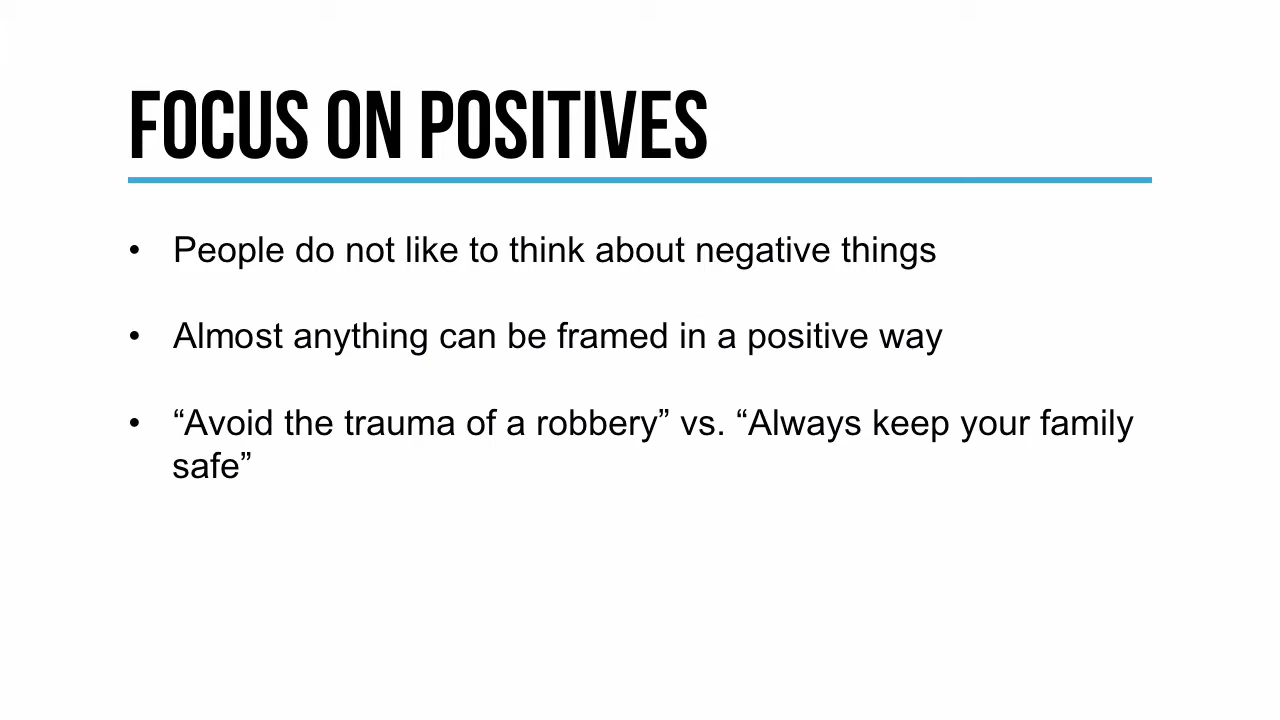 FOCUS ON POSITIVES
• People do not like to think about negative things
• Almost anything can be framed in a positive way
• “Avoid the trauma of a robbery” vs. “Always keep your family
safe”